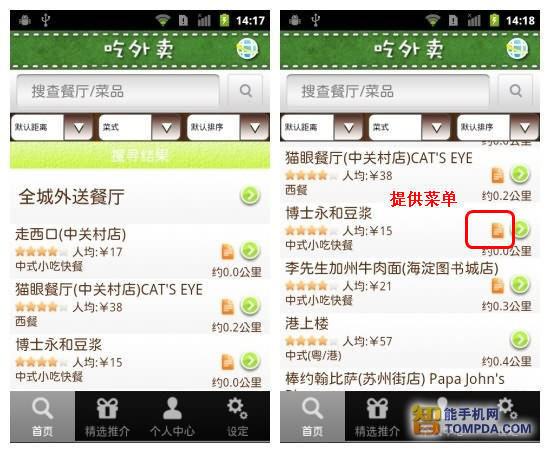 14:17
吃外卖
搜查餐厅/菜品
默认距离
菜式
默认排序
搜寻结果
全城外送餐厅
走西口(中关村店)
人均:¥17
中式小吃快餐
约0.0公里
猫眼餐厅(中关村店)CAT'S EYE
人均:¥38
西餐
约0.2公里
博士永和豆浆
人均:¥15
中式小吃快餐
约0.0公里
首页
精选推介
个人中心
设定
14:18
吃外卖
搜查餐厅/菜品
默认距离
菜式
默认排序
约0.0公里
猫眼餐厅(中关村店)CAT'S EYE
人均:¥38
西餐
约0.2公里
提供菜单
博士永和豆浆
人均:¥15
中式小吃快餐
约0.0公里
李先生加州牛肉面(海淀图书城店)
人均:¥21
中式小吃快餐
约0.3公里
港上楼
人均:¥57
中式(粤/港)
约0.4公里
棒约翰比萨(苏州街店) Papa John's
首页
精选推介
智能手机网
TOMPDA.COM